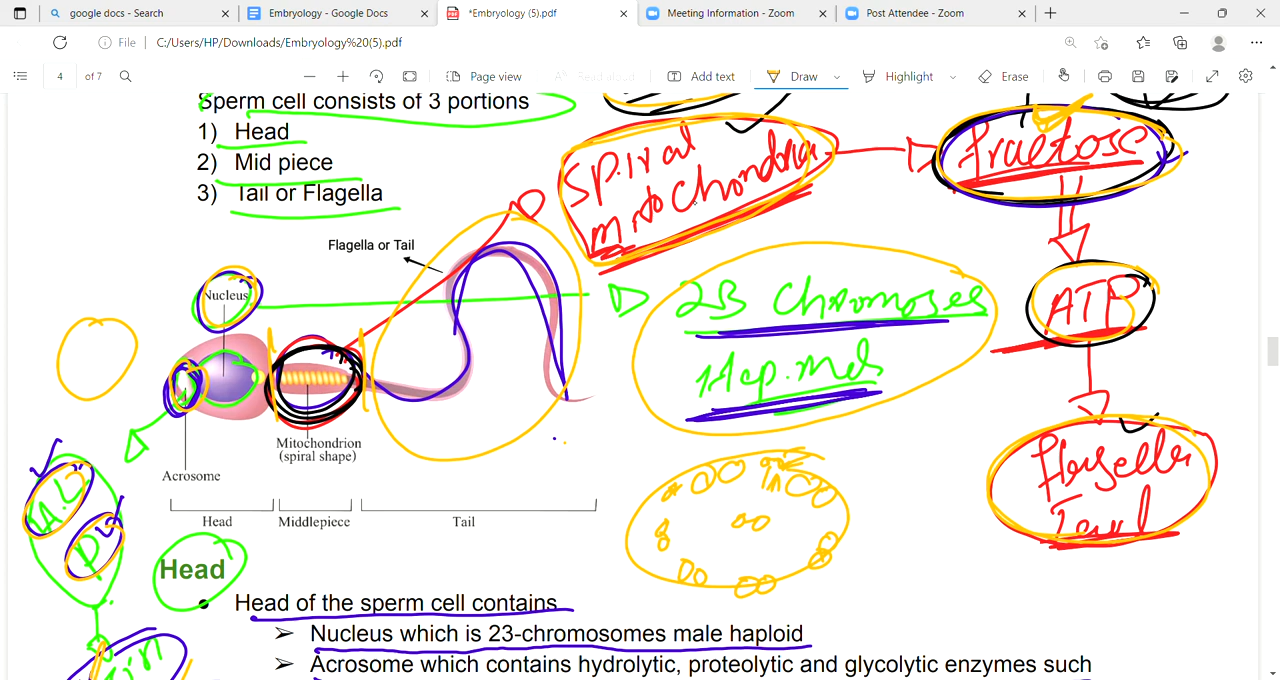 google docs - Search
Embryology - Google Docs
*Embryology (5).pdf
Meeting Information - Zoom
Post Attendee - Zoom
File
C:/Users/HP/Downloads/Embryology%20(5).pdf
4 of 7
Page view
Read aloud
Add text
Draw
Highlight
Erase
Sperm cell consists of 3 portions
1) Head
2) Mid piece
3) Tail or Flagella
SPiral
mitochondria
fructose
ATP
Flagella or Tail
Nucleus
23 Chromoses
Mitochondrion
(spiral shape)
Acrosome
Head
Middlepiece
Tail
Head
Head of the sperm cell contains
➢ Nucleus which is 23-chromosomes male haploid
➢ Acrosome which contains hydrolytic, proteolytic and glycolytic enzymes such